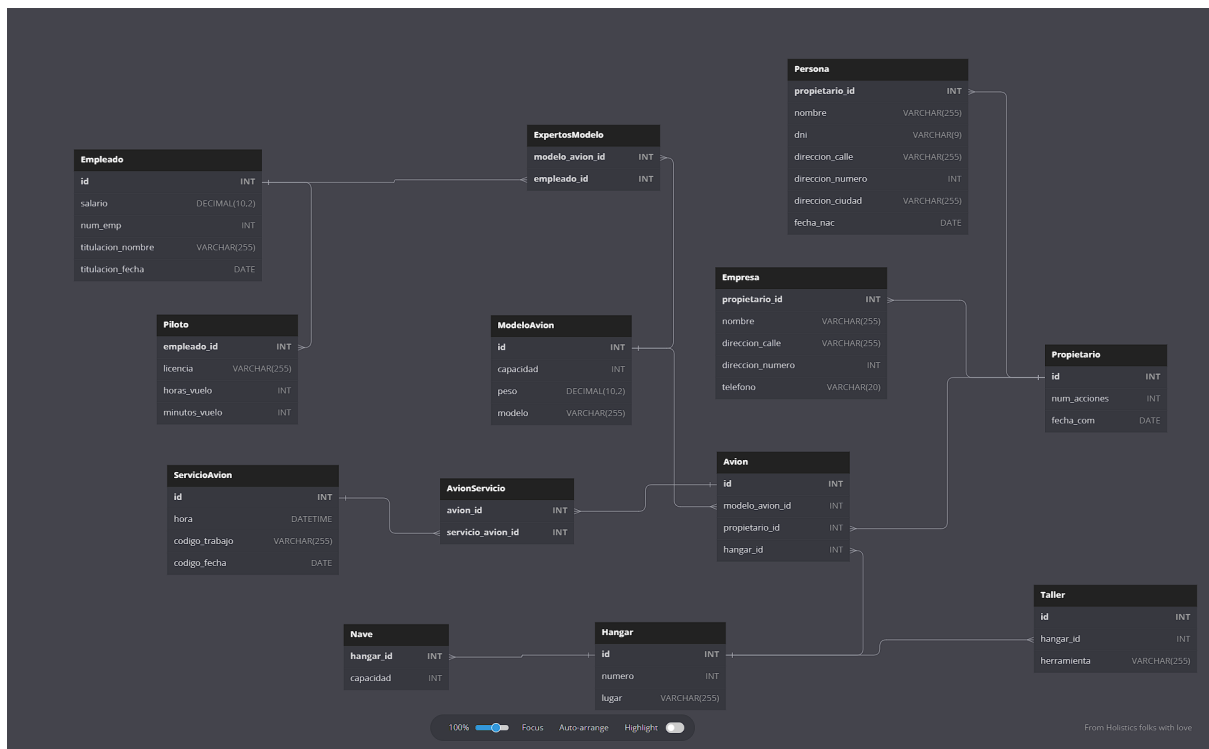 Persona
propietario_id INT
nombre VARCHAR(255)
dni VARCHAR(9)
direccion_calle VARCHAR(255)
direccion_numero INT
direccion_ciudad VARCHAR(255)
fecha_nac DATE
ExpertosModelo
modelo_avion_id INT
empleado_id INT
Empleado
id INT
salario DECIMAL(10,2)
num_emp INT
titulacion_nombre VARCHAR(255)
titulacion_fecha DATE
Empresa
propietario_id INT
nombre VARCHAR(255)
direccion_calle VARCHAR(255)
direccion_numero INT
telefono VARCHAR(20)
Piloto
empleado_id INT
licencia VARCHAR(255)
horas_vuelo INT
minutos_vuelo INT
ModeloAvion
id INT
capacidad INT
peso DECIMAL(10,2)
modelo VARCHAR(255)
Propietario
id INT
num_acciones INT
fecha_com DATE
ServicioAvion
id INT
hora DATETIME
codigo_trabajo VARCHAR(255)
codigo_fecha DATE
AvionServicio
avion_id INT
servicio_avion_id INT
Avion
id INT
modelo_avion_id INT
propietario_id INT
hangar_id INT
Taller
id INT
hangar_id INT
herramienta VARCHAR(255)
Nave
hangar_id INT
capacidad INT
Hangar
id INT
numero INT
lugar VARCHAR(255)
100% Focus Auto-arrange Highlight
From Holistics folks with love